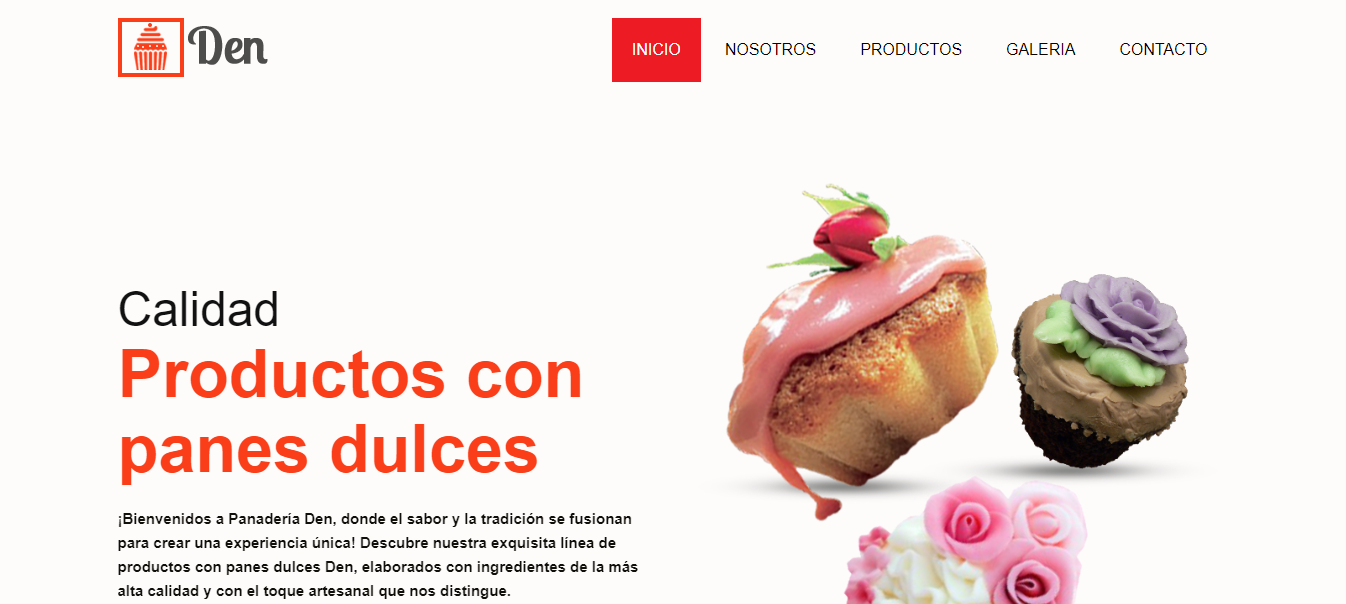 Den
INICIO
NOSOTROS
PRODUCTOS
GALERIA
CONTACTO
Calidad
Productos con
panes dulces
¡Bienvenidos a Panadería Den, donde el sabor y la tradición se fusionan
para crear una experiencia única! Descubre nuestra exquisita línea de
productos con panes dulces Den, elaborados con ingredientes de la más
alta calidad y con el toque artesanal que nos distingue.